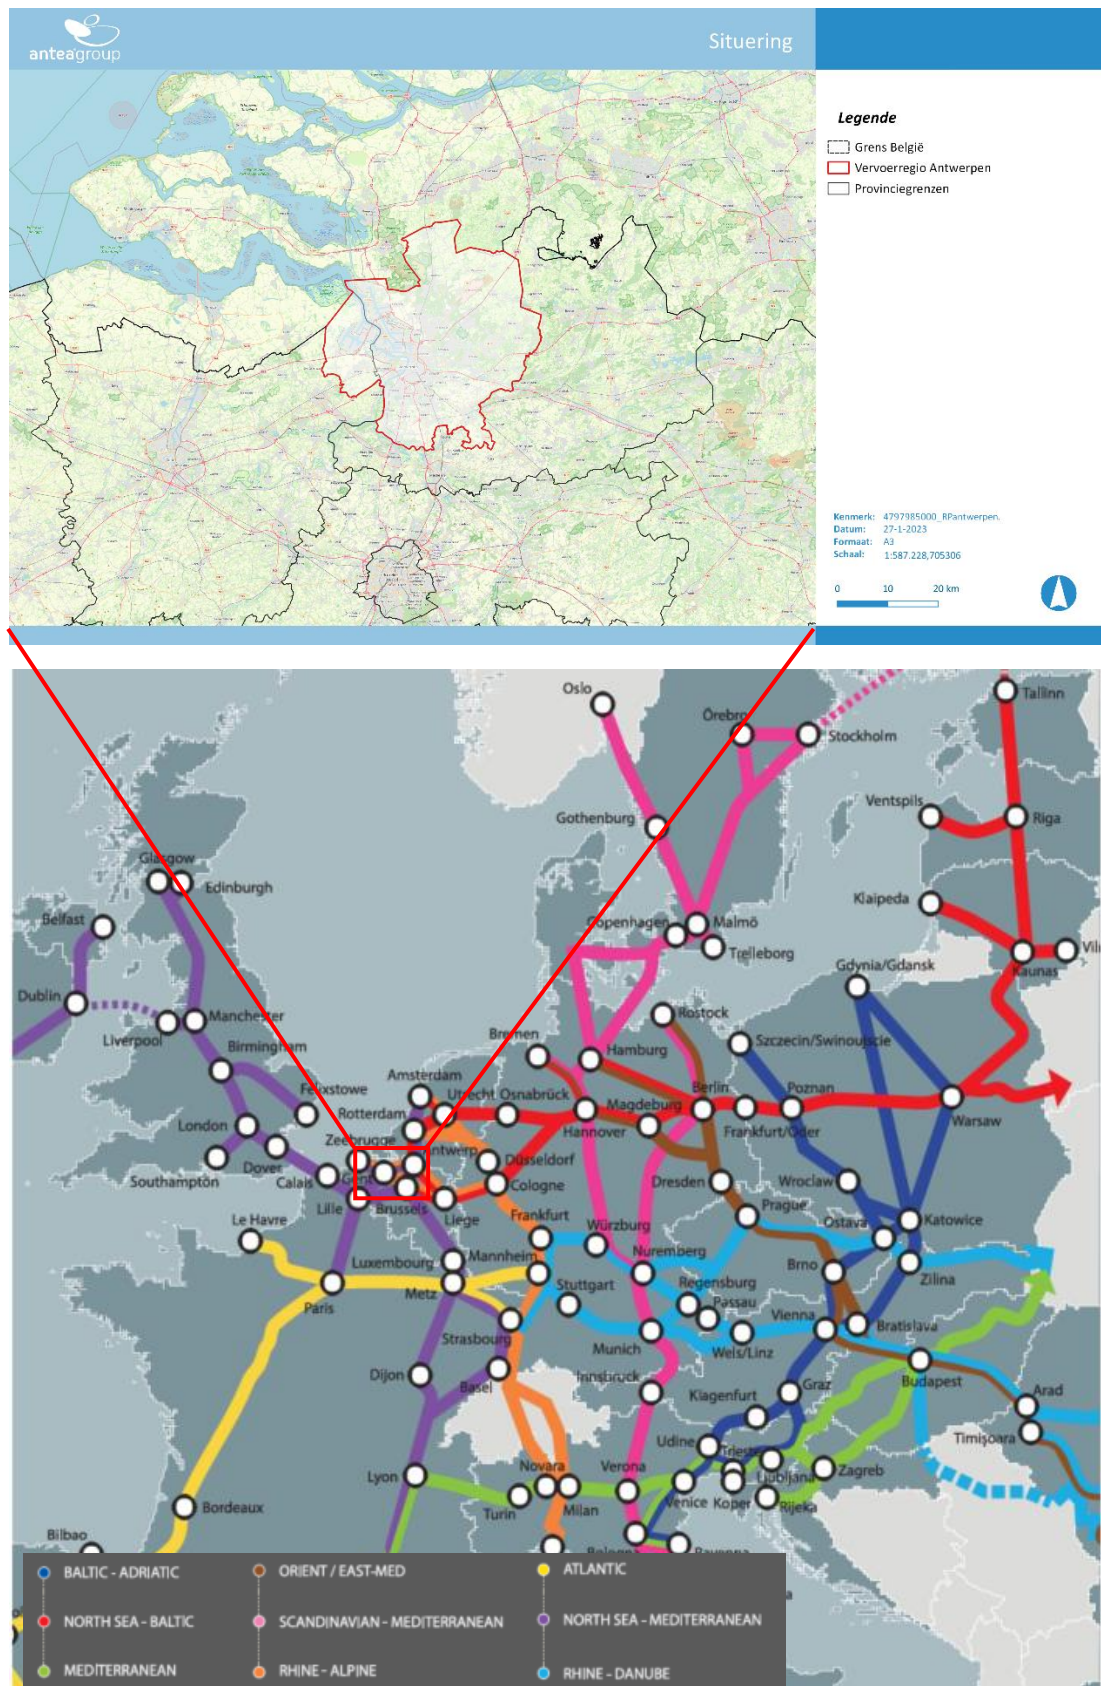 anteagroup
Situering
Legende
Grens België
Vervoerregio Antwerpen
Provinciegrenzen
Kenmerk: 4797985000_RPantwerpen.
Datum: 27-1-2023
Formaat: A3
Schaal: 1:587.228,705306
0 10 20 km
Oslo
Tallinn
Örebro
Stockholm
Ventspils
Gothenburg
Riga
Glasgow
Edinburgh
Klaipeda
Belfast
Copenhagen
Malmö
Trelleborg
Kaunas
Gdynia/Gdansk
Dublin
Liverpool
Manchester
Rostock
Bremen
Szczecin/Swinoujscie
Birmingham
Hamburg
Amsterdam
Felixstowe
Utrecht
Osnabrück
Berlin
Poznan
Rotterdam
Magdeburg
London
Hannover
Frankfurt/Oder
Warsaw
Zeebrugge
Antwerp
Düsseldorf
Dover
Southampton
Calais
Gent
Cologne
Dresden
Wroclaw
Lille
Brussels
Liege
Le Havre
Frankfurt
Würzburg
Prague
Ostava
Katowice
Luxembourg
Mannheim
Nuremberg
Brno
Zilina
Metz
Stuttgart
Regensburg
Passau
Paris
Vienna
Bratislava
Strasbourg
Munich
Wels/Linz
Dijon
Basel
Innsbruck
Klagenfurt
Graz
Budapest
Arad
Timişoara
Udine
Trieste
Lyon
Novara
Verona
Ljubljana
Zagreb
Turin
Milan
Venice
Koper
Rijeka
Bordeaux
Bilbao
Bologna
Ravenna
BALTIC - ADRIATIC
ORIENT / EAST-MED
ATLANTIC
NORTH SEA - BALTIC
SCANDINAVIAN - MEDITERRANEAN
NORTH SEA - MEDITERRANEAN
MEDITERRANEAN
RHINE - ALPINE
RHINE - DANUBE